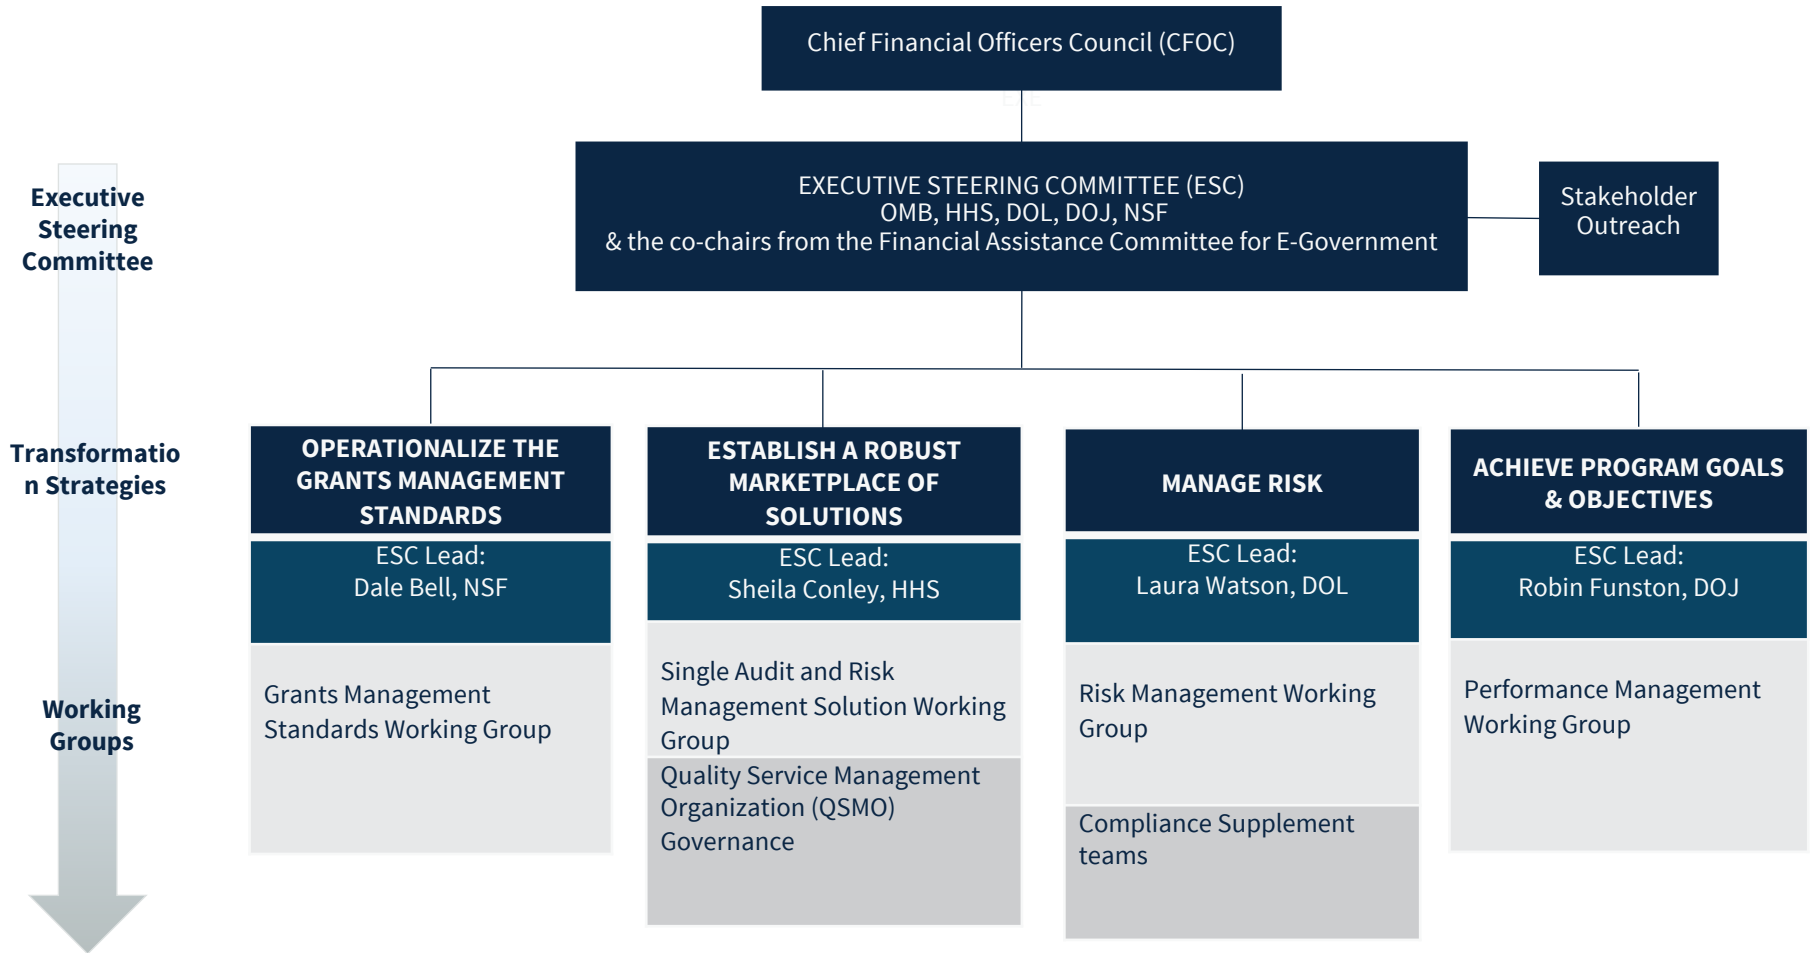 Chief Financial Officers Council (CFOC)
EXECUTIVE STEERING COMMITTEE (ESC)
OMB, HHS, DOL, DOJ, NSF
& the co-chairs from the Financial Assistance Committee for E-Government
Stakeholder
Outreach
Executive
Steering
Committee
Transformatio
n Strategies
OPERATIONALIZE THE
GRANTS MANAGEMENT
STANDARDS
ESC Lead:
Dale Bell, NSF
ESTABLISH A ROBUST
MARKETPLACE OF
SOLUTIONS
ESC Lead:
Sheila Conley, HHS
MANAGE RISK
ESC Lead:
Laura Watson, DOL
ACHIEVE PROGRAM GOALS
& OBJECTIVES
ESC Lead:
Robin Funston, DOJ
Working
Groups
Grants Management
Standards Working Group
Single Audit and Risk
Management Solution Working
Group
Quality Service Management
Organization (QSMO)
Governance
Risk Management Working
Group
Compliance Supplement
teams
Performance Management
Working Group